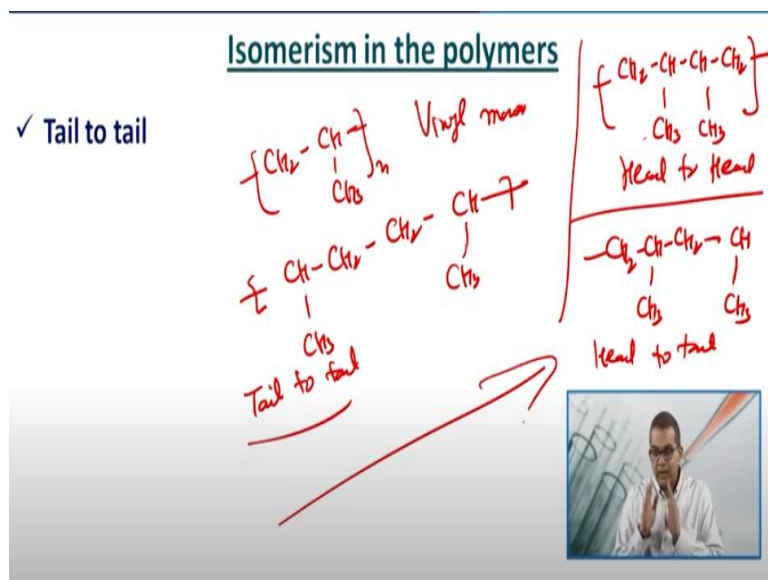 Isomerism in the polymers
✓ Tail to tail
{CH₂-CH-}n Vinyl
CH₃
{CH-CH₂-CH₂-CH-}
CH₃ CH₃
Tail to tail
{CH₂-CH-CH-CH₂}
CH₃ CH₃
Head to Head
-CH₂-CH-CH₂-CH
CH₃ CH₃
Head to tail